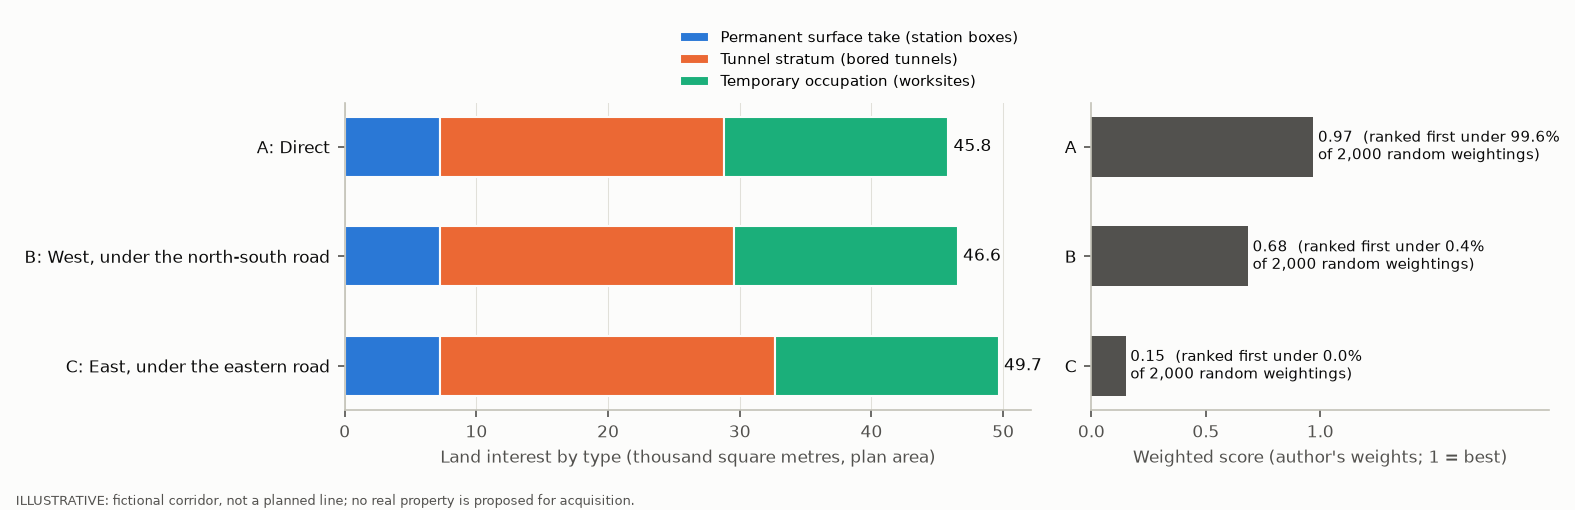 Permanent surface take (station boxes)
Tunnel stratum (bored tunnels)
Temporary occupation (worksites)
A: Direct
45.8
B: West, under the north-south road
46.6
C: East, under the eastern road
49.7
0
10
20
30
40
50
Land interest by type (thousand square metres, plan area)
A
0.97 (ranked first under 99.6%
of 2,000 random weightings)
B
0.68 (ranked first under 0.4%
of 2,000 random weightings)
C
0.15 (ranked first under 0.0%
of 2,000 random weightings)
0.0
0.5
1.0
Weighted score (author's weights; 1 = best)
ILLUSTRATIVE: fictional corridor, not a planned line; no real property is proposed for acquisition.